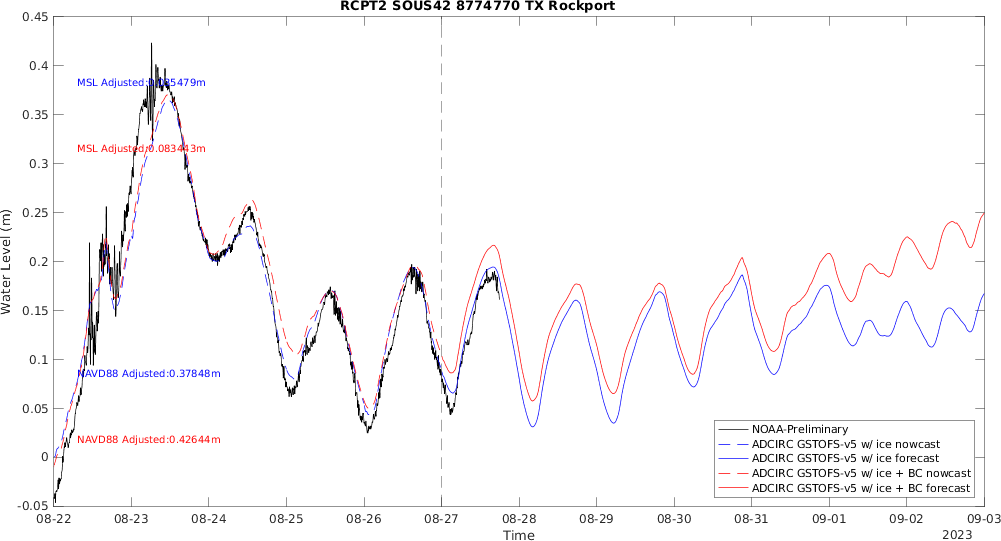 RCPT2 SOUS42 8774770 TX Rockport
0.45
0.4
0.35
0.3
0.25
0.2
0.15
0.1
0.05
0
-0.05
Water Level (m)
MSL Adjusted:
MSL Adjusted:0.083443m
NAVD88 Adjusted:0.37848m
NAVD88 Adjusted:0.42644m
NOAA-Preliminary
ADCIRC GSTOFS-v5 w/ ice nowcast
ADCIRC GSTOFS-v5 w/ ice forecast
ADCIRC GSTOFS-v5 w/ ice + BC nowcast
ADCIRC GSTOFS-v5 w/ ice + BC forecast
08-22 08-23 08-24 08-25 08-26 08-27 08-28 08-29 08-30 08-31 09-01 09-02 09-03
Time
2023